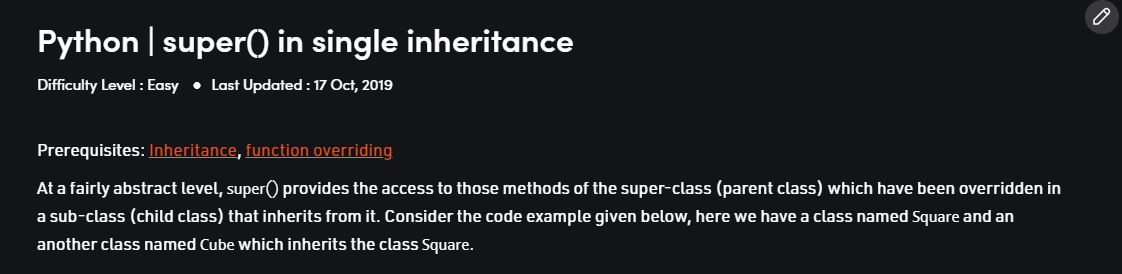 Python | super() in single inheritance
Difficulty Level : Easy ● Last Updated : 17 Oct, 2019
Prerequisites: Inheritance, function overriding
At a fairly abstract level, super() provides the access to those methods of the super-class (parent class) which have been overridden in
a sub-class (child class) that inherits from it. Consider the code example given below, here we have a class named Square and an
another class named Cube which inherits the class Square.